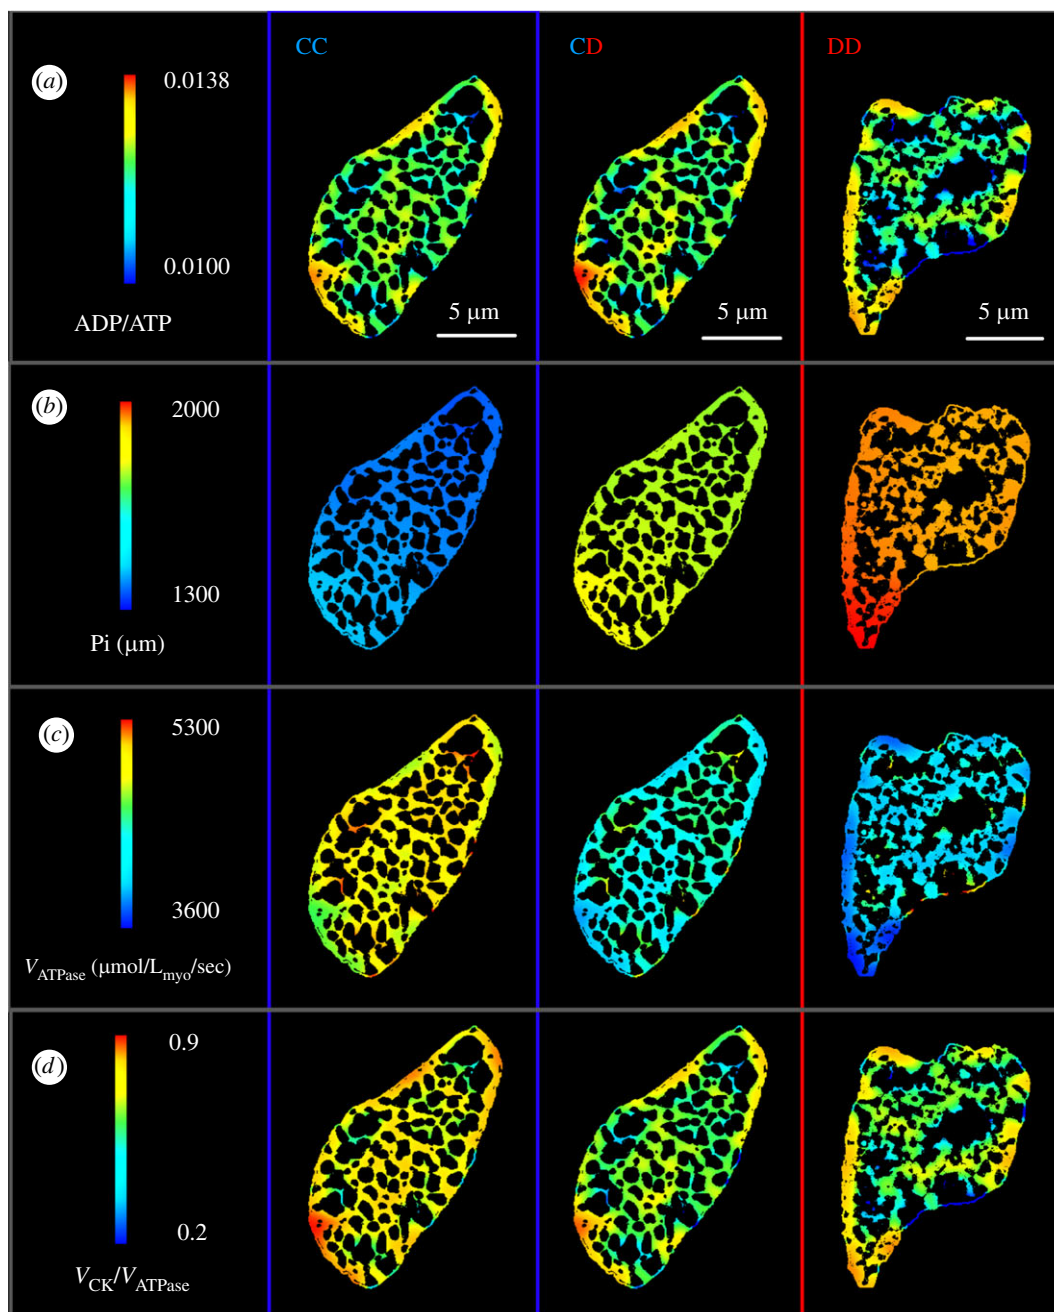 CC
CD
DD
(a)
0.0138
0.0100
ADP/ATP
5 µm
5 µm
5 µm
(b)
2000
1300
Pi (µm)
(c)
5300
3600
VATPase (µmol/Lmyo/sec)
(d)
0.9
0.2
VCK/VATPase